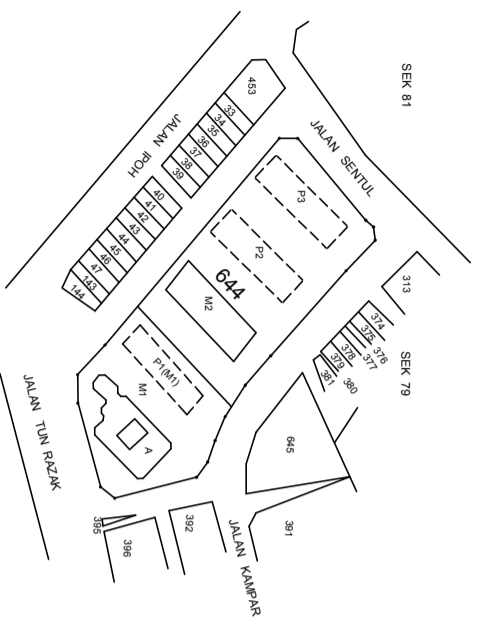 SEK 81
JALAN SENTUL
JALAN IPOH
453
33
34
35
36
37
38
39
40
41
42
43
44
45
46
47
143
144
P3
P2
644
M2
P1(M1)
M1
A
313
374
375
376
377
378
379
380
381
SEK 79
645
391
392
395
396
JALAN KAMPAR
JALAN TUN RAZAK